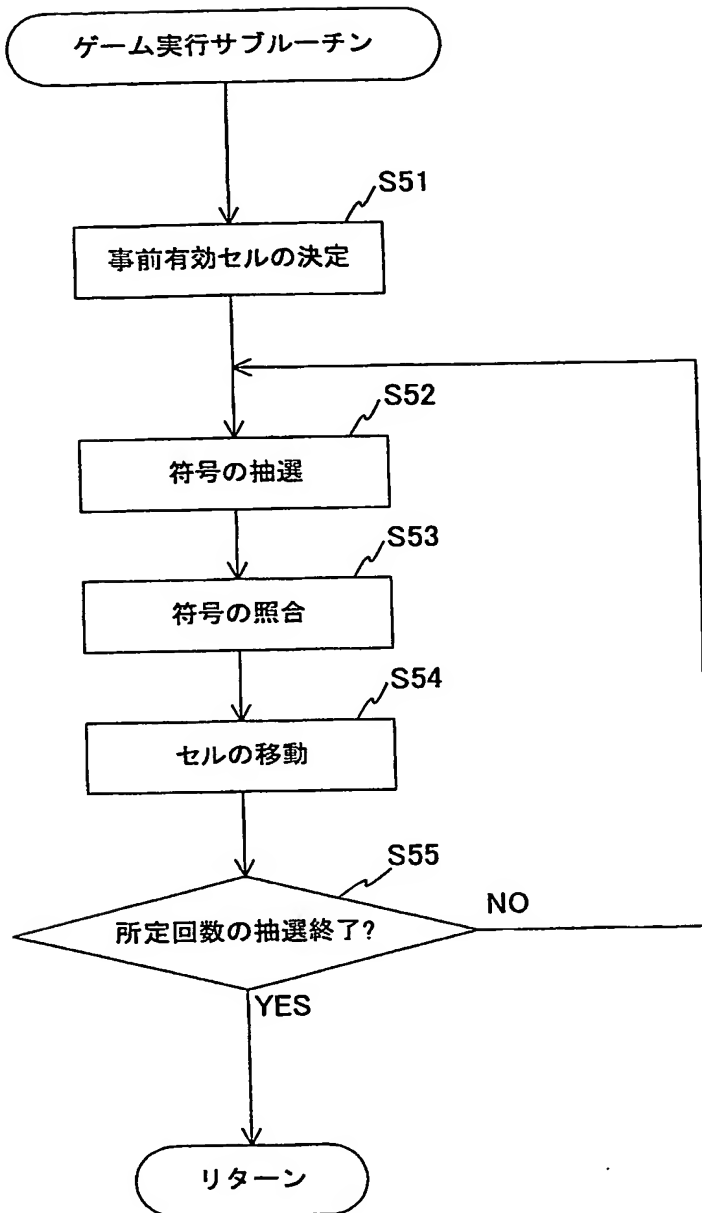 ゲーム実行サブルーチン
S51
事前有効セルの決定
S52
符号の抽選
S53
符号の照合
S54
セルの移動
S55
所定回数の抽選終了?
NO
YES
リターン